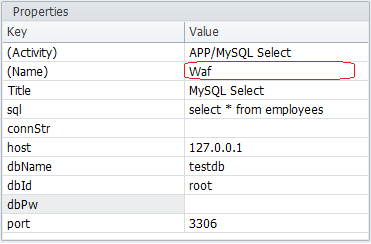 Properties
Key Value
(Activity) APP/MySQL Select
(Name) Waf
Title MySQL Select
sql select * from employees
connStr
host 127.0.0.1
dbName testdb
dbId root
dbPw
port 3306